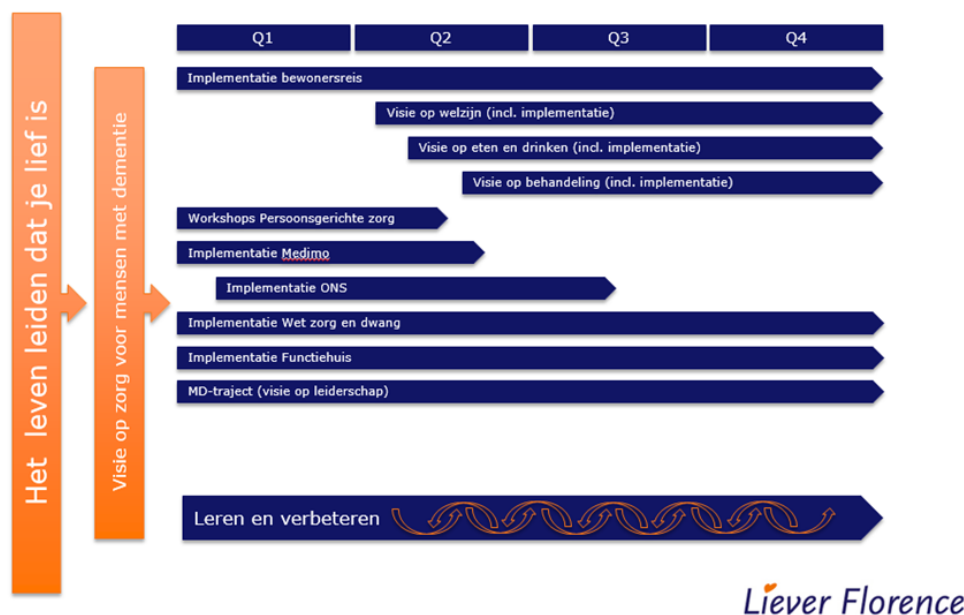 Het leven leiden dat je lief is
Visie op zorg voor mensen met dementie
Q1 Q2 Q3 Q4
Implementatie bewonersreis
Visie op welzijn (incl. implementatie)
Visie op eten en drinken (incl. implementatie)
Visie op behandeling (incl. implementatie)
Workshops Persoonsgerichte zorg
Implementatie Medimo
Implementatie ONS
Implementatie Wet zorg en dwang
Implementatie Functiehuis
MD-traject (visie op leiderschap)
Leren en verbeteren
Liever Florence